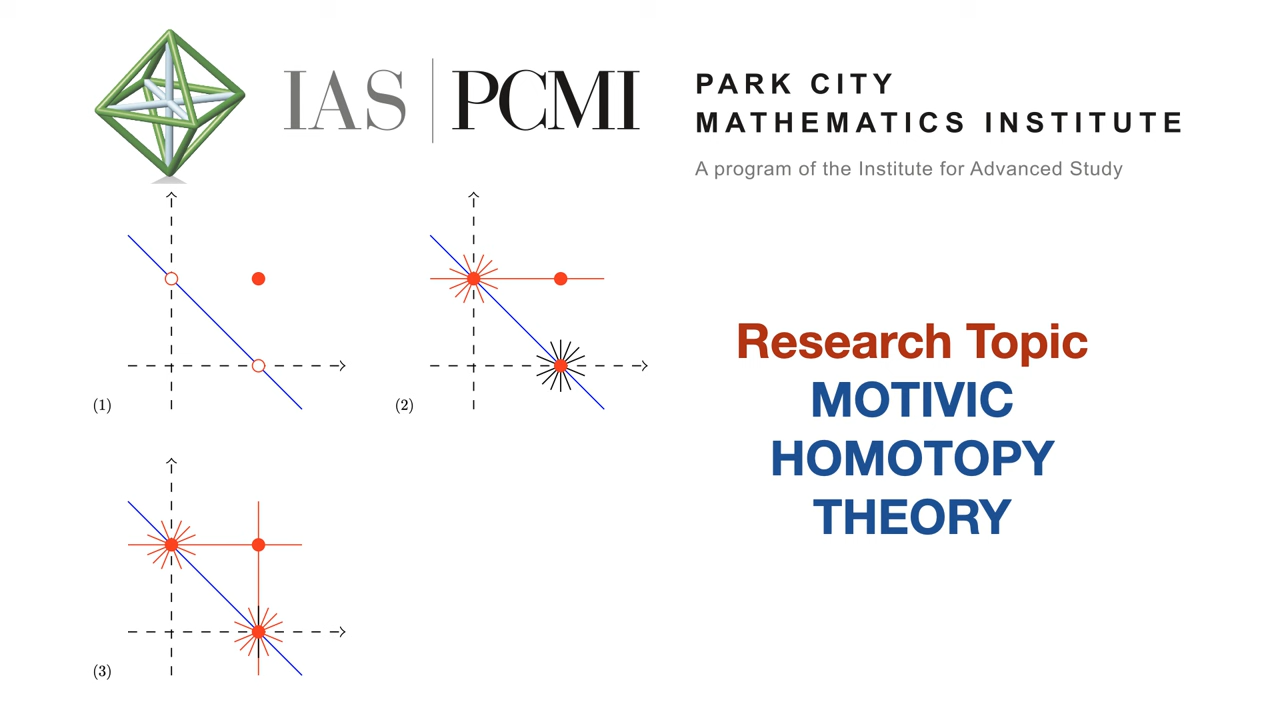 IAS | PCMI
PARK CITY
MATHEMATICS INSTITUTE
A program of the Institute for Advanced Study
(1)
(2)
(3)
Research Topic
MOTIVIC
HOMOTOPY
THEORY